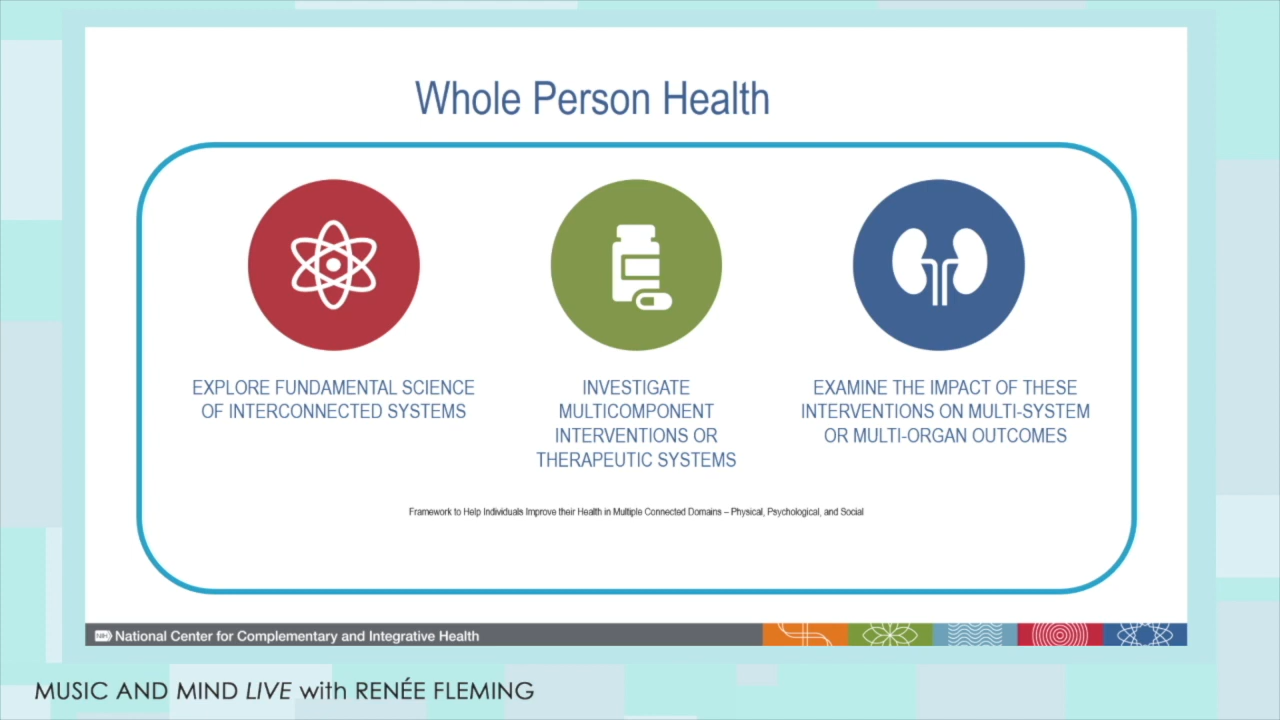 Whole Person Health
EXPLORE FUNDAMENTAL SCIENCE
OF INTERCONNECTED SYSTEMS
INVESTIGATE
MULTICOMPONENT
INTERVENTIONS OR
THERAPEUTIC SYSTEMS
EXAMINE THE IMPACT OF THESE
INTERVENTIONS ON MULTI-SYSTEM
OR MULTI-ORGAN OUTCOMES
Framework to Help Individuals Improve their Health in Multiple Connected Domains – Physical, Psychological, and Social
NIH National Center for Complementary and Integrative Health
MUSIC AND MIND LIVE with RENÉE FLEMING